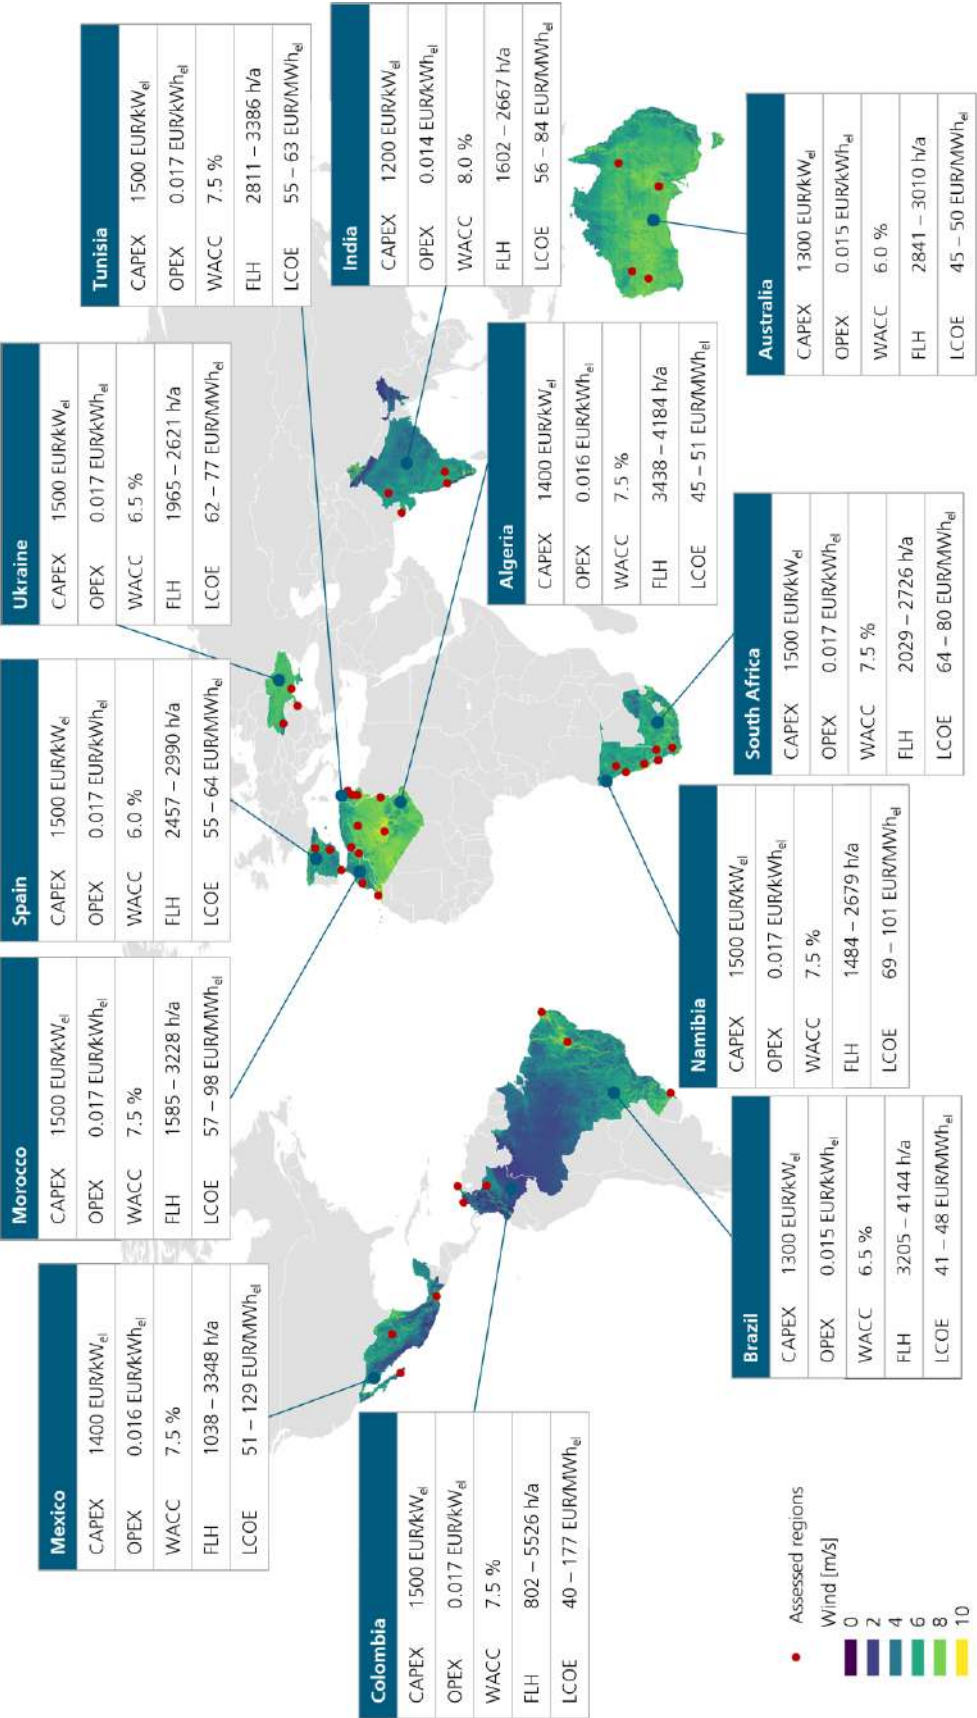 Mexico
CAPEX 1400 EUR/kWel
OPEX 0.016 EUR/kWhel
WACC 7.5 %
FLH 1038 – 3348 h/a
LCOE 51 – 129 EUR/MWhel
Morocco
CAPEX 1500 EUR/kWel
OPEX 0.017 EUR/kWhel
WACC 7.5 %
FLH 1585 – 3228 h/a
LCOE 57 – 98 EUR/MWhel
Spain
CAPEX 1500 EUR/kWel
OPEX 0.017 EUR/kWhel
WACC 6.0 %
FLH 2457 – 2990 h/a
LCOE 55 – 64 EUR/MWhel
Ukraine
CAPEX 1500 EUR/kWel
OPEX 0.017 EUR/kWhel
WACC 6.5 %
FLH 1965 – 2621 h/a
LCOE 62 – 77 EUR/MWhel
Tunisia
CAPEX 1500 EUR/kWel
OPEX 0.017 EUR/kWhel
WACC 7.5 %
FLH 2811 – 3386 h/a
LCOE 55 – 63 EUR/MWhel
India
CAPEX 1200 EUR/kWel
OPEX 0.014 EUR/kWhel
WACC 8.0 %
FLH 1602 – 2667 h/a
LCOE 56 – 84 EUR/MWhel
Colombia
CAPEX 1500 EUR/kWel
OPEX 0.017 EUR/kWel
WACC 7.5 %
FLH 802 – 5526 h/a
LCOE 40 – 177 EUR/MWhel
Algeria
CAPEX 1400 EUR/kWel
OPEX 0.016 EUR/kWhel
WACC 7.5 %
FLH 3438 – 4184 h/a
LCOE 45 – 51 EUR/MWhel
Brazil
CAPEX 1300 EUR/kWel
OPEX 0.015 EUR/kWhel
WACC 6.5 %
FLH 3205 – 4144 h/a
LCOE 41 – 48 EUR/MWhel
Namibia
CAPEX 1500 EUR/kWel
OPEX 0.017 EUR/kWhel
WACC 7.5 %
FLH 1484 – 2679 h/a
LCOE 69 – 101 EUR/MWhel
South Africa
CAPEX 1500 EUR/kWel
OPEX 0.017 EUR/kWhel
WACC 7.5 %
FLH 2029 – 2726 h/a
LCOE 64 – 80 EUR/MWhel
Australia
CAPEX 1300 EUR/kWel
OPEX 0.015 EUR/kWhel
WACC 6.0 %
FLH 2841 – 3010 h/a
LCOE 45 – 50 EUR/MWhel
Assessed regions
Wind [m/s]
0
2
4
6
8
10